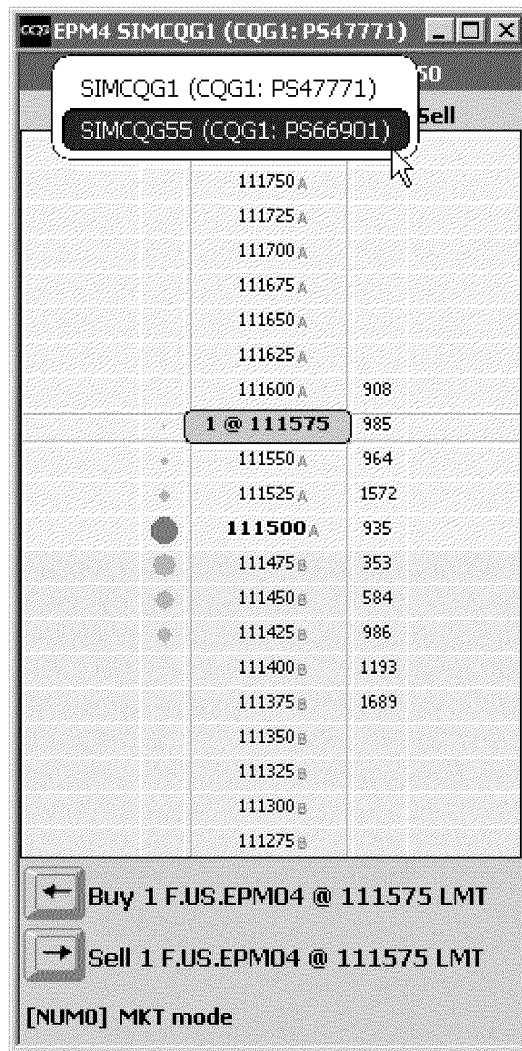 CQG EPM4 SIMCQG1 (CQG1: PS47771)
50
SIMCQG1 (CQG1: PS47771)
Sell
SIMCQG55 (CQG1: PS66901)
111750 A
111725 A
111700 A
111675 A
111650 A
111625 A
111600 A 908
1 @ 111575 985
111550 A 964
111525 A 1572
111500 A 935
111475 B 353
111450 B 584
111425 B 986
111400 B 1193
111375 B 1689
111350 B
111325 B
111300 B
111275 B
Buy 1 F.US.EPM04 @ 111575 LMT
Sell 1 F.US.EPM04 @ 111575 LMT
[NUM0] MKT mode